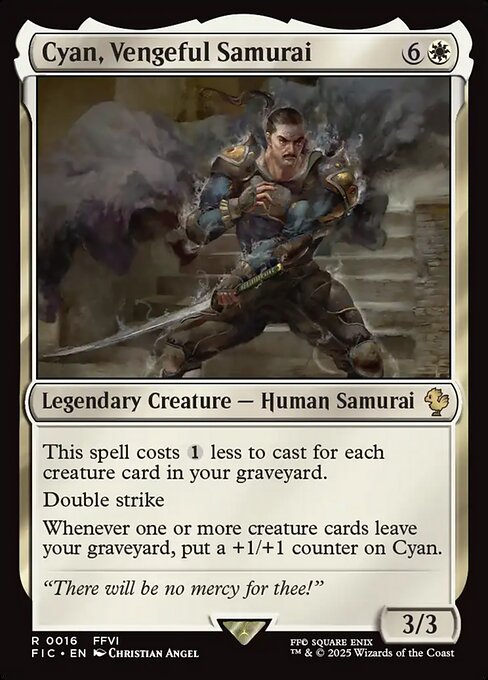 Cyan, Vengeful Samurai 6
Legendary Creature — Human Samurai
This spell costs 1 less to cast for each
creature card in your graveyard.
Double strike
Whenever one or more creature cards leave
your graveyard, put a +1/+1 counter on Cyan.
“There will be no mercy for thee!”
3/3
R 0016 FFVI
FIC • EN Christian Angel
FF© SQUARE ENIX
™ & © 2025 Wizards of the Coast